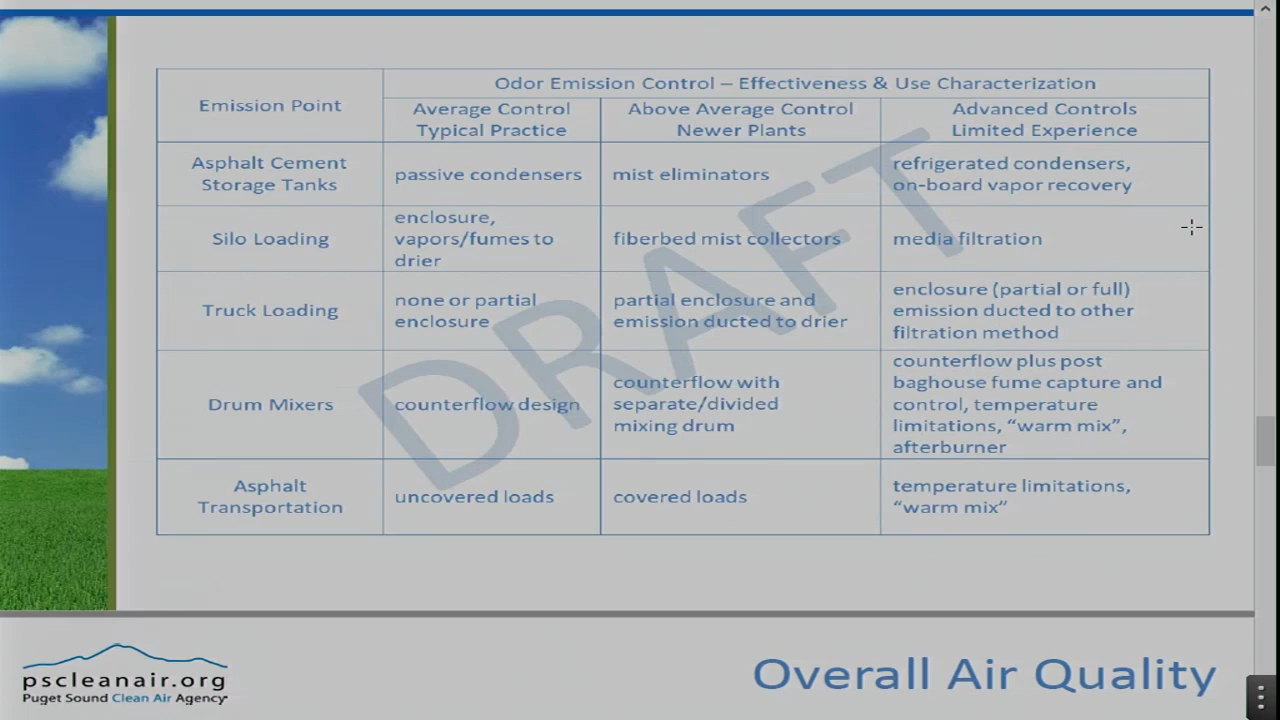 Odor Emission Control – Effectiveness & Use Characterization
Emission Point
Average Control
Typical Practice
Above Average Control
Newer Plants
Advanced Controls
Limited Experience
Asphalt Cement
Storage Tanks
passive condensers
mist eliminators
refrigerated condensers,
on-board vapor recovery
Silo Loading
enclosure,
vapors/fumes to
drier
fiberbed mist collectors
media filtration
Truck Loading
none or partial
enclosure
partial enclosure and
emission ducted to drier
enclosure (partial or full)
emission ducted to other
filtration method
Drum Mixers
counterflow design
counterflow with
separate/divided
mixing drum
counterflow plus post
baghouse fume capture and
control, temperature
limitations, “warm mix”,
afterburner
Asphalt
Transportation
uncovered loads
covered loads
temperature limitations,
“warm mix”
DRAFT
pscleanair.org
Puget Sound Clean Air Agency
Overall Air Quality